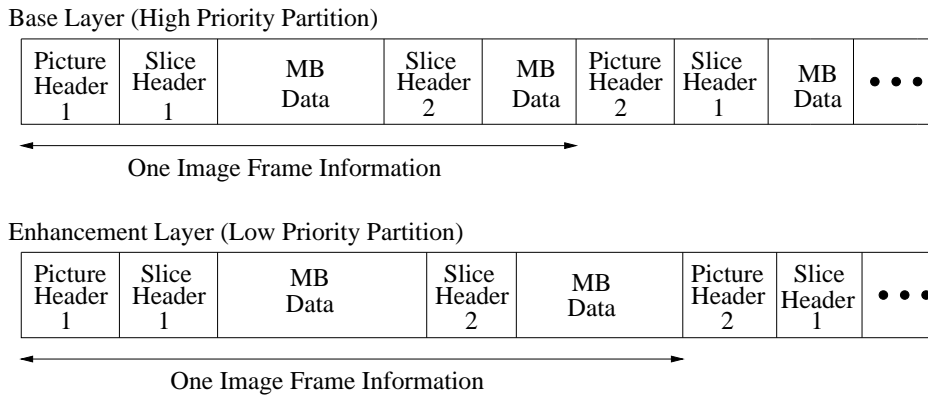 Base Layer (High Priority Partition)
Picture Header 1
Slice Header 1
MB Data
Slice Header 2
MB Data
Picture Header 2
Slice Header 1
MB Data
One Image Frame Information
Enhancement Layer (Low Priority Partition)
Picture Header 1
Slice Header 1
MB Data
Slice Header 2
MB Data
Picture Header 2
Slice Header 1
One Image Frame Information